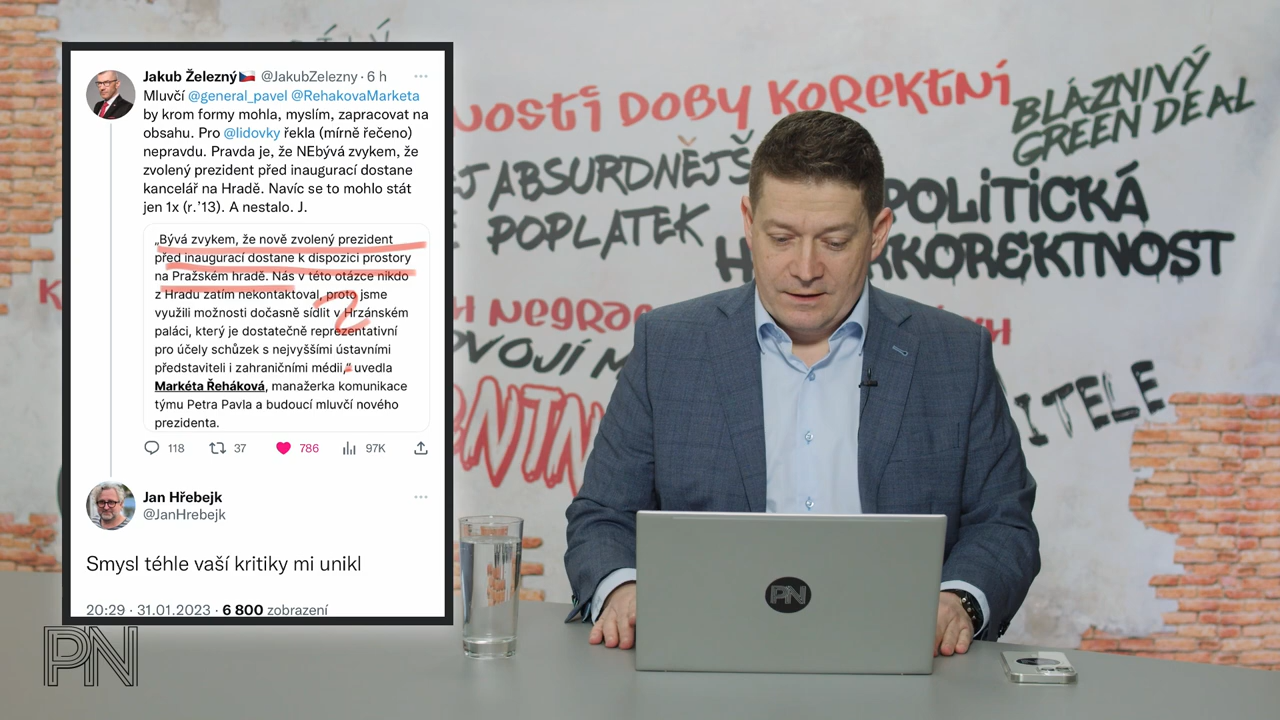 Jakub Železný🇨🇿 @JakubZelezny · 6 h
Mluvčí @general_pavel @RehakovaMarketa
by krom formy mohla, myslím, zapracovat na
obsahu. Pro @lidovky řekla (mírně řečeno)
nepravdu. Pravda je, že NEbývá zvykem, že
zvolený prezident před inaugurací dostane
kancelář na Hradě. Navíc se to mohlo stát
jen 1x (r.'13). A nestalo. J.
„Bývá zvykem, že nově zvolený prezident
před inaugurací dostane k dispozici prostory
na Pražském hradě. Nás v této otázce nikdo
z Hradu zatím nekontaktoval, proto jsme
využili možnosti dočasně sídlit v Hrzánském
paláci, který je dostatečně reprezentativní
pro účely schůzek s nejvyššími ústavními
představiteli i zahraničními médii," uvedla
Markéta Řeháková, manažerka komunikace
týmu Petra Pavla a budoucí mluvčí nového
prezidenta.
118 37 786 97K
Jan Hřebejk
@JanHrebejk
Smysl téhle vaší kritiky mi unikl
20:29 · 31.01.2023 · 6 800 zobrazení
PN
DOBY KOREKTNÍ
BLÁZNIVÝ
GREEN DEAL
ABSURDNĚJŠ
POPLATEK
POLITICKÁ
KOREKTNOST
PN